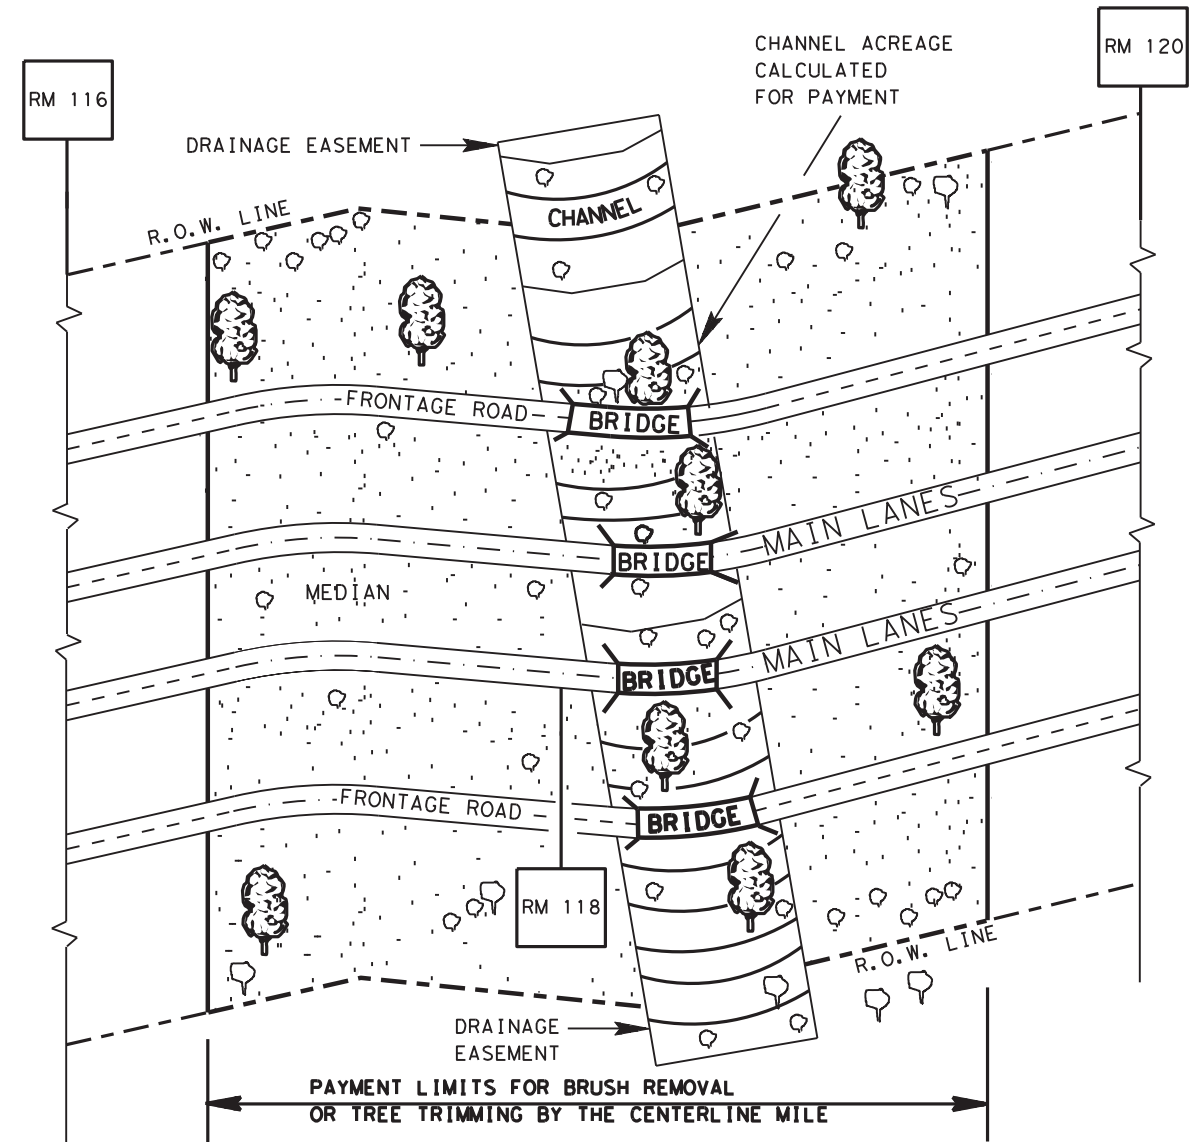 RM 120
CHANNEL ACREAGE
CALCULATED
FOR PAYMENT
RM 116
DRAINAGE EASEMENT
R.O.W. LINE
CHANNEL
FRONTAGE ROAD
BRIDGE
MAIN LANES
BRIDGE
MEDIAN
MAIN LANES
BRIDGE
FRONTAGE ROAD
BRIDGE
RM 118
R.O.W. LINE
DRAINAGE
EASEMENT
PAYMENT LIMITS FOR BRUSH REMOVAL
OR TREE TRIMMING BY THE CENTERLINE MILE